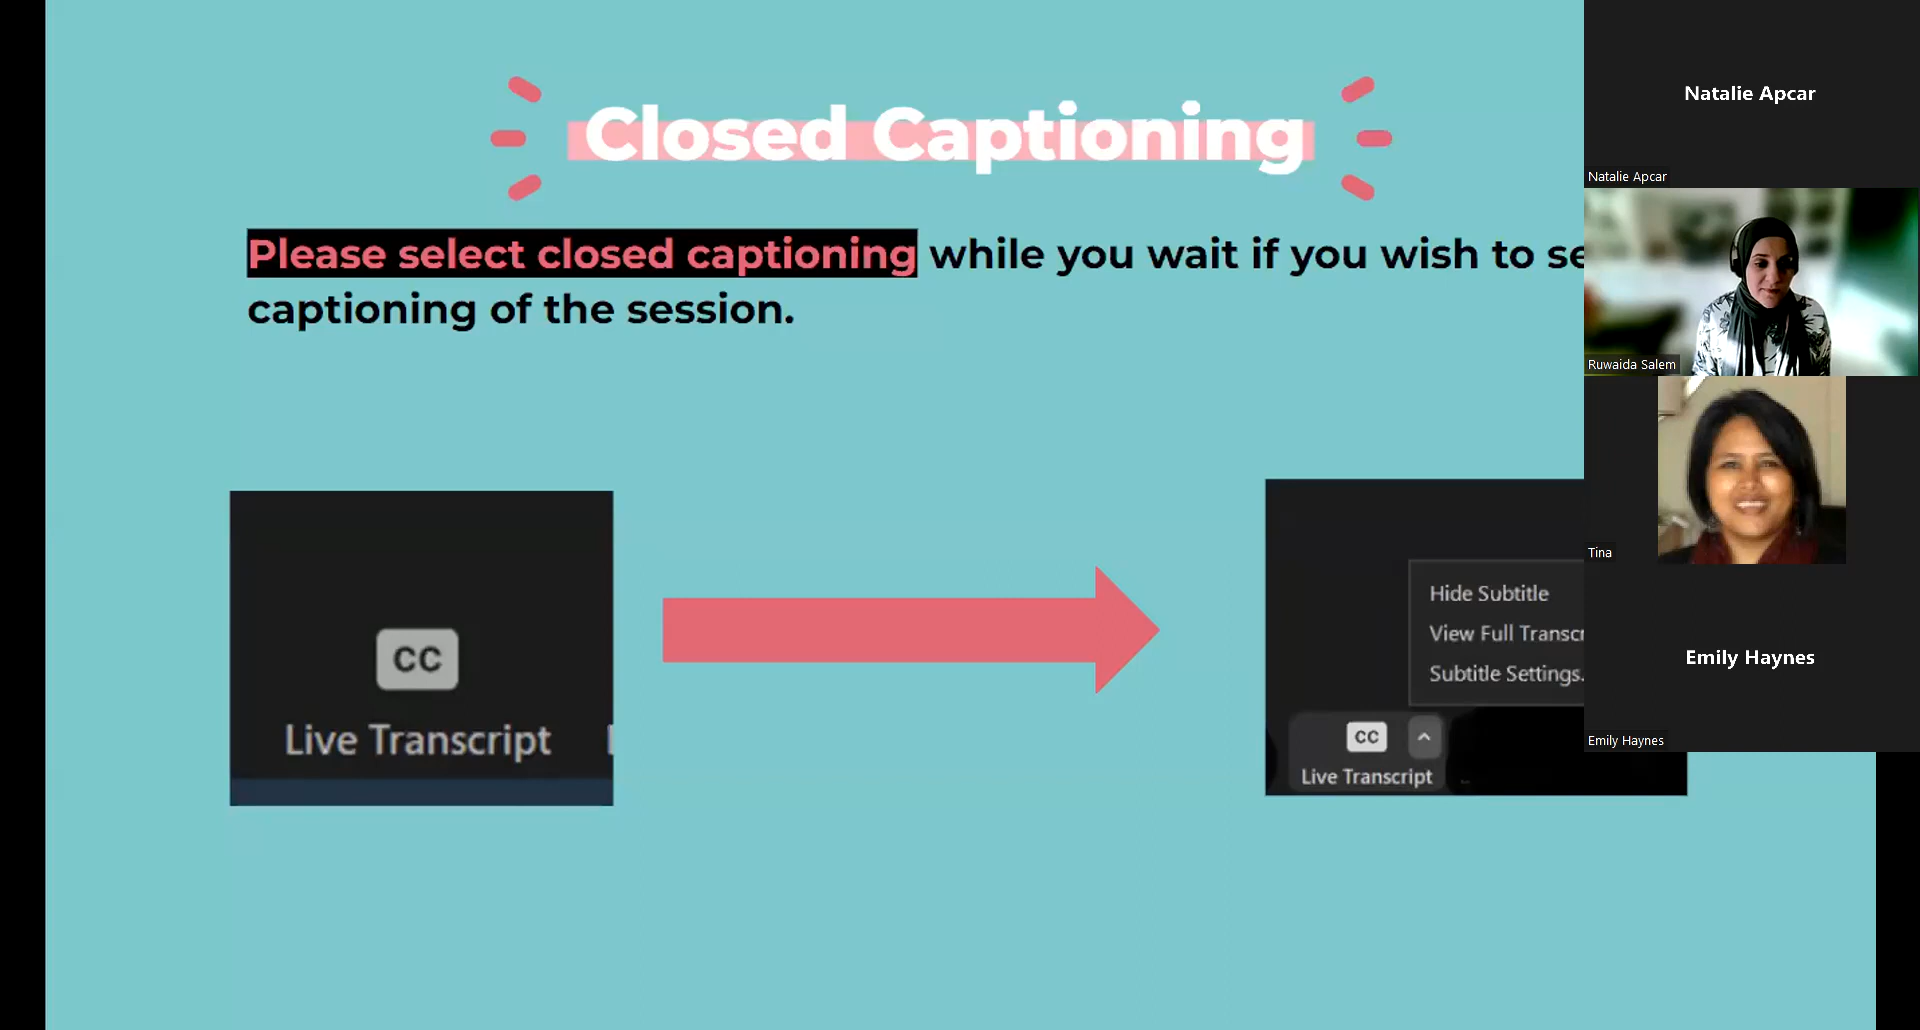 Closed Captioning
Please select closed captioning while you wait if you wish to se
captioning of the session.
CC
Live Transcript
Hide Subtitle
View Full Transcr
Subtitle Settings.
CC
Live Transcript
Natalie Apcar
Natalie Apcar
Ruwaida Salem
Tina
Emily Haynes
Emily Haynes